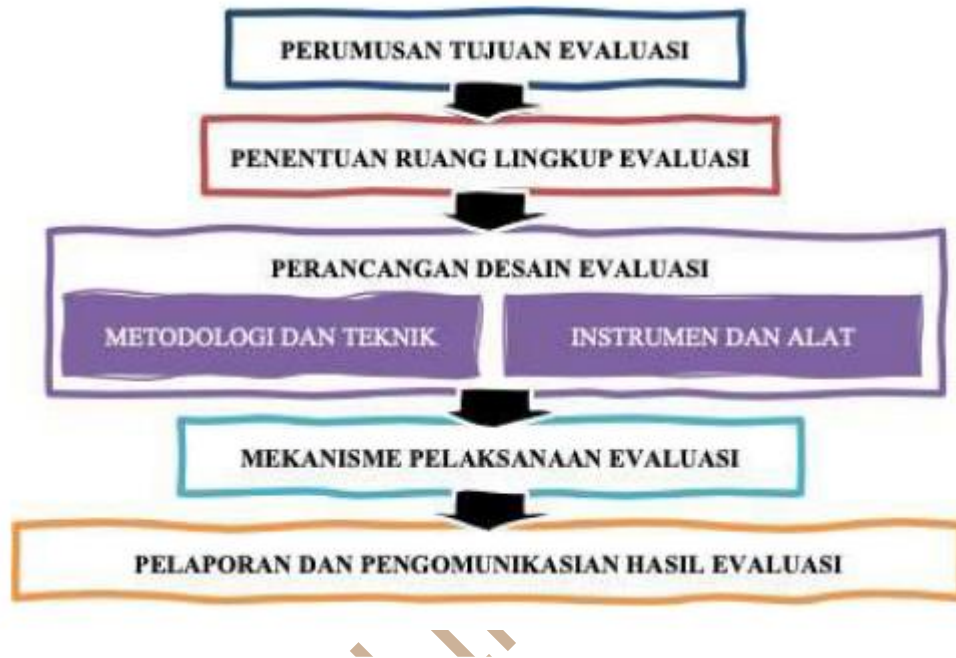 PERUMUSAN TUJUAN EVALUASI
PENENTUAN RUANG LINGKUP EVALUASI
PERANCANGAN DESAIN EVALUASI
METODOLOGI DAN TEKNIK
INSTRUMEN DAN ALAT
MEKANISME PELAKSANAAN EVALUASI
PELAPORAN DAN PENGOMUNIKASIAN HASIL EVALUASI